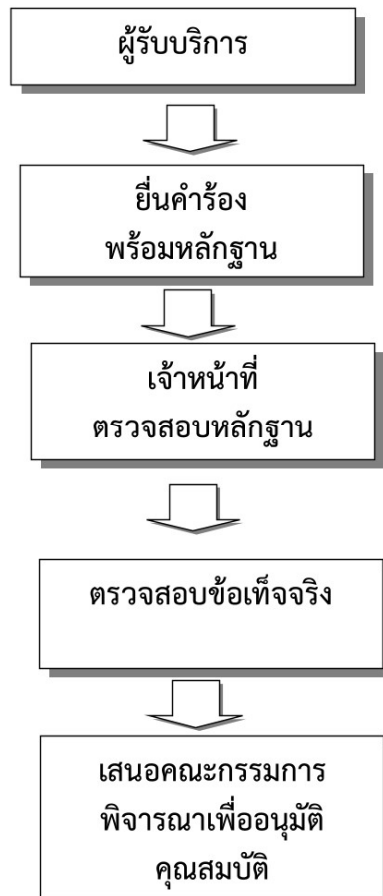 ผู้รับบริการ
ยื่นคำร้อง
พร้อมหลักฐาน
เจ้าหน้าที่
ตรวจสอบหลักฐาน
ตรวจสอบข้อเท็จจริง
เสนอคณะกรรมการ
พิจารณาเพื่ออนุมัติ
คุณสมบัติ